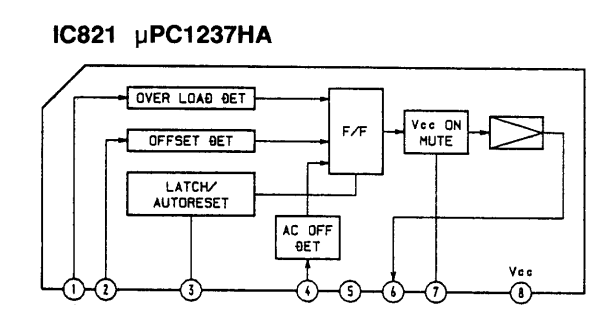 IC821 μPC1237HA
OVER LOAD DET
OFFSET DET
LATCH/
AUTORESET
F/F
Vcc ON
MUTE
AC OFF
DET
Vcc
1 2 3 4 5 6 7 8